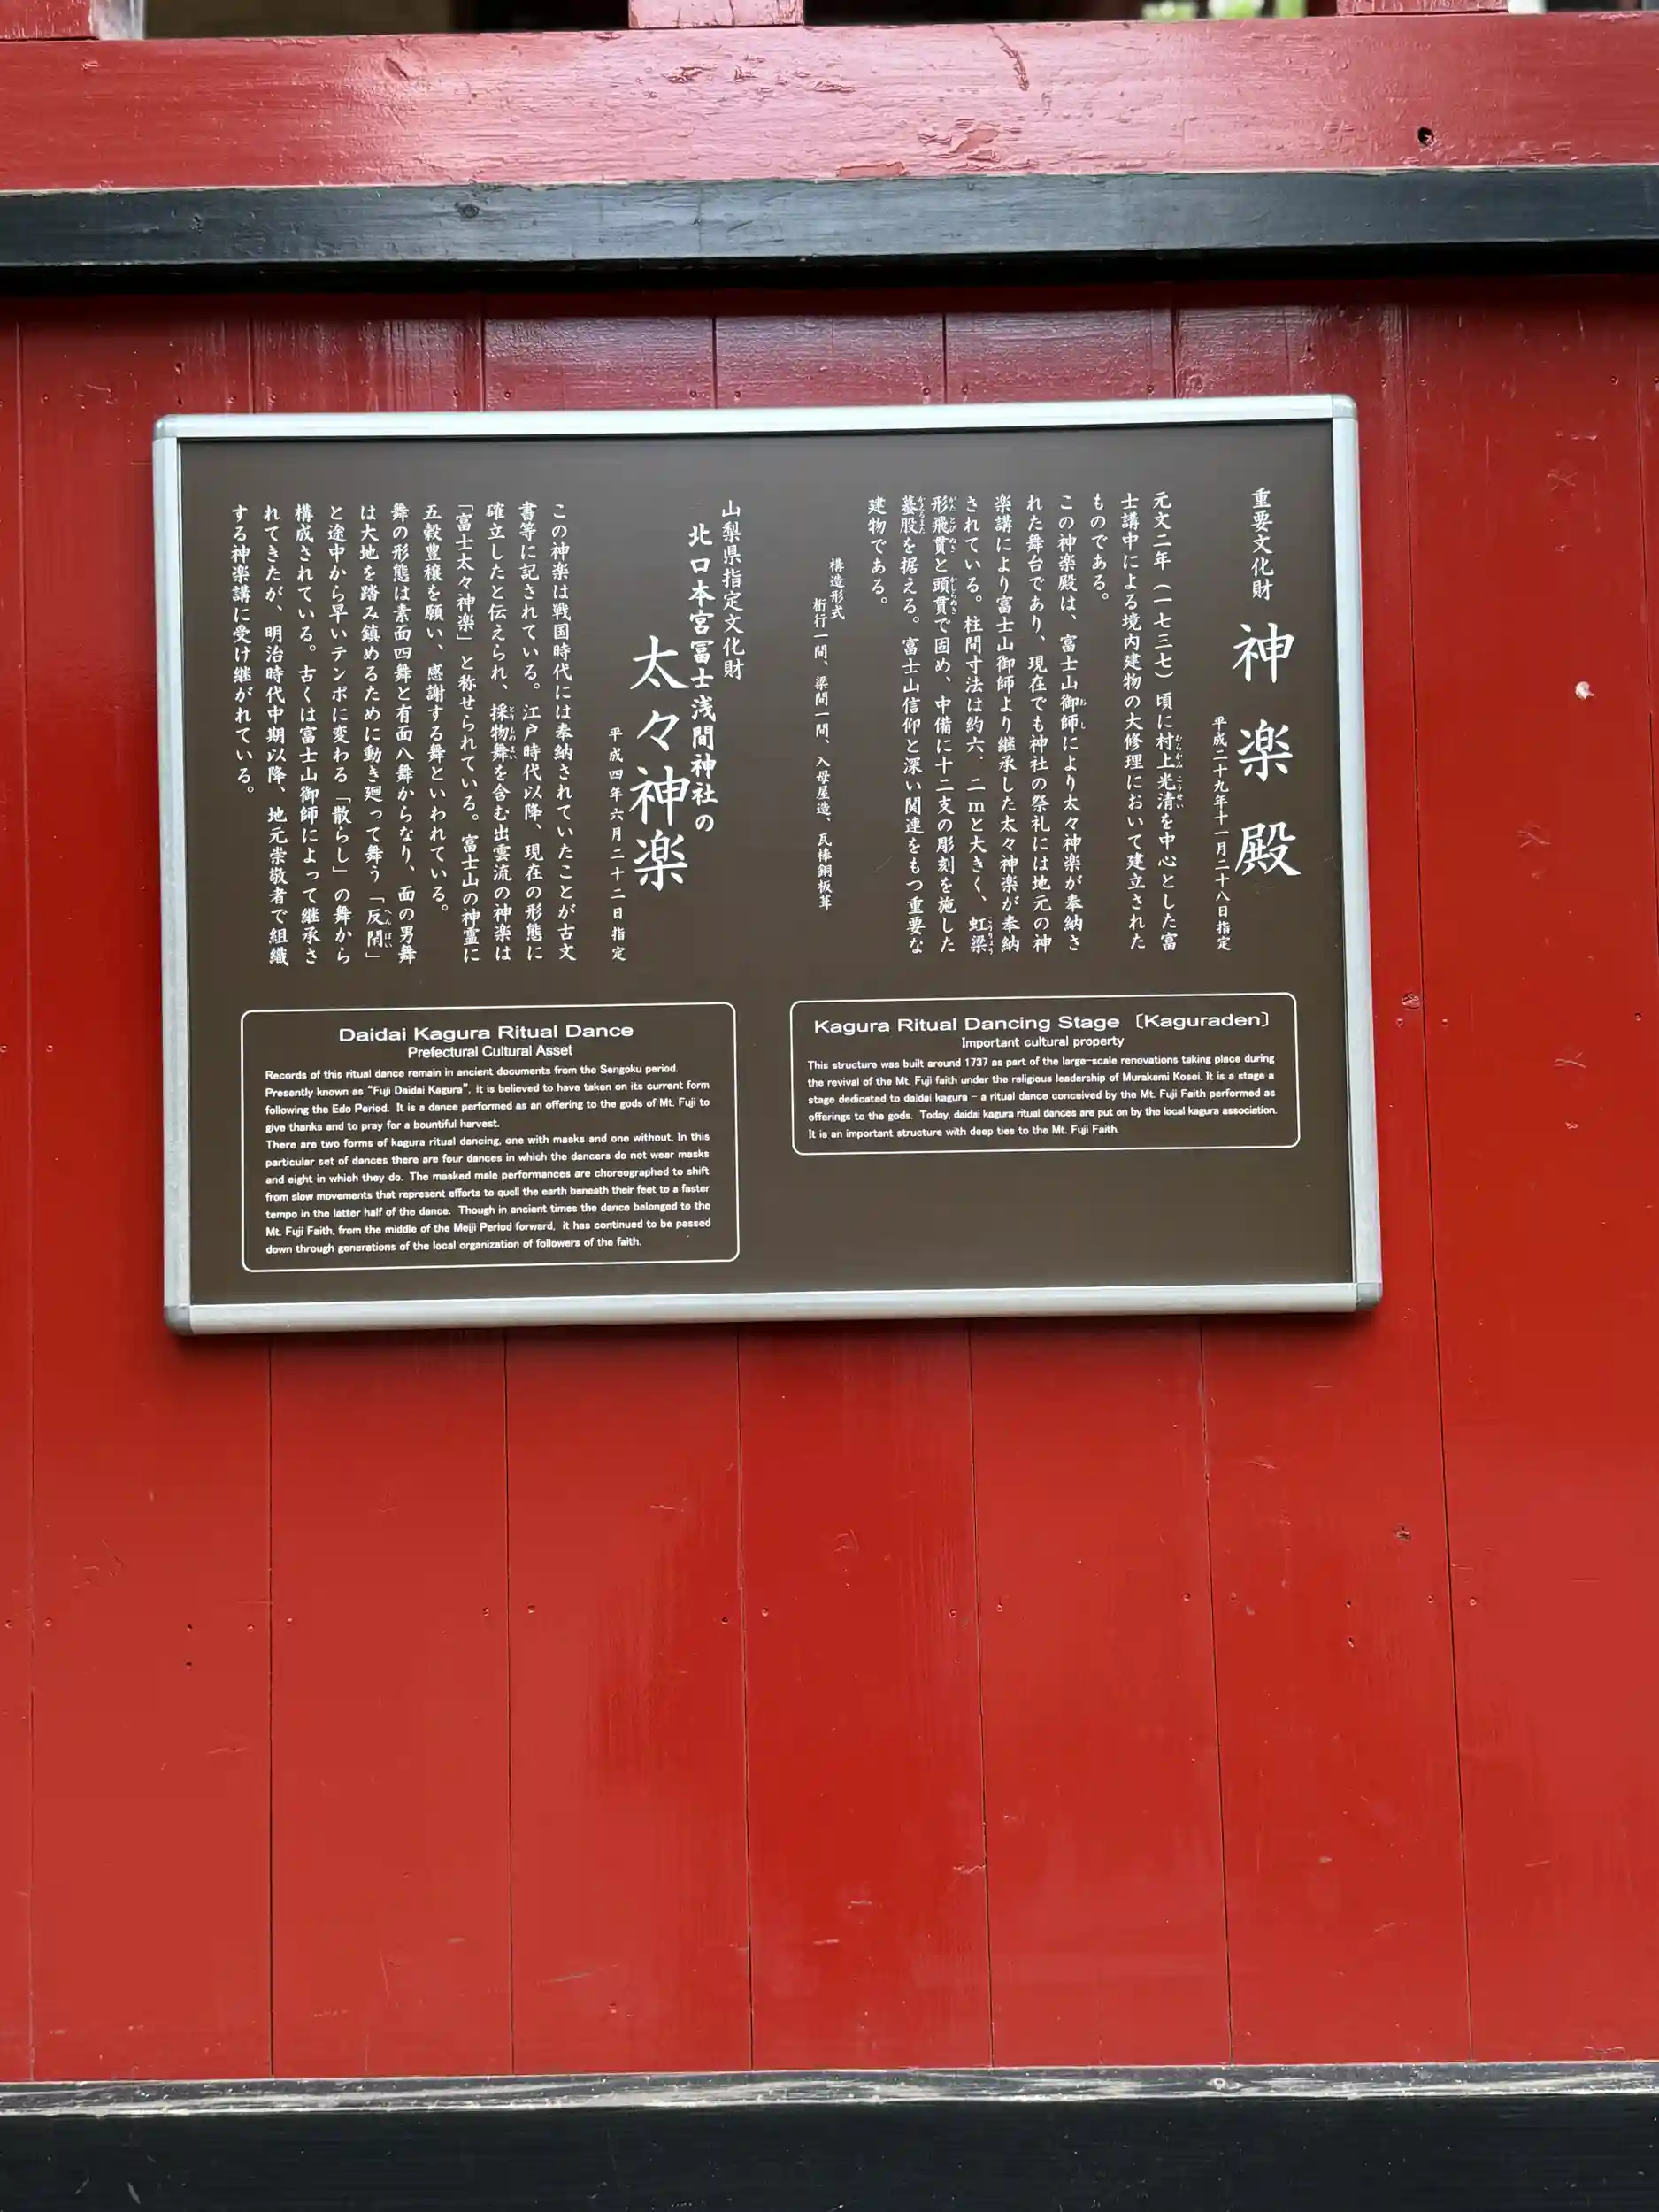 重要文化財
神楽殿
平成二十九年十一月二十八日指定
元文二年（一七三七）頃に村上光清を中心とした富
士講中による境内建物の大修理において建立された
ものである。
この神楽殿は、富士山御師により太々神楽が奉納さ
れた舞台であり、現在でも神社の祭礼には地元の神
楽講により富士山御師より継承した太々神楽が奉納
されている。柱間寸法は約六．二ｍと大きく、虹梁
形飛貫と頭貫で固め、中備に十二支の彫刻を施した
蟇股を据える。富士山信仰と深い関連をもつ重要な
建物である。
構造形式
桁行一間、梁間一間、入母屋造、瓦棒銅板葺
山梨県指定文化財
北口本宮冨士浅間神社の
太々神楽
平成四年六月二十二日指定
この神楽は戦国時代には奉納されていたことが古文
書等に記されている。江戸時代以降、現在の形態に
確立したと伝えられ、採物舞を含む出雲流の神楽は
「富士太々神楽」と称せられている。富士山の神霊に
五穀豊穣を願い、感謝する舞といわれている。
舞の形態は素面四舞と有面八舞からなり、面の男舞
は大地を踏み鎮めるために動き廻って舞う「反閇」
と途中から早いテンポに変わる「散らし」の舞から
構成されている。古くは富士山御師によって継承さ
れてきたが、明治時代中期以降、地元崇敬者で組織
する神楽講に受け継がれている。
Kagura Ritual Dancing Stage〔Kaguraden〕
Important cultural property
This structure was built around 1737 as part of the large-scale renovations taking place during
the revival of the Mt. Fuji faith under the religious leadership of Murakami Kosei. It is a stage a
stage dedicated to daidai kagura - a ritual dance conceived by the Mt. Fuji Faith performed as
offerings to the gods. Today, daidai kagura ritual dances are put on by the local kagura association.
It is an important structure with deep ties to the Mt. Fuji Faith.
Daidai Kagura Ritual Dance
Prefectural Cultural Asset
Records of this ritual dance remain in ancient documents from the Sengoku period.
Presently known as "Fuji Daidai Kagura", it is believed to have taken on its current form
following the Edo Period. It is a dance performed as an offering to the gods of Mt. Fuji to
give thanks and to pray for a bountiful harvest.
There are two forms of kagura ritual dancing, one with masks and one without. In this
particular set of dances there are four dances in which the dancers do not wear masks
and eight in which they do. The masked male performances are choreographed to shift
from slow movements that represent efforts to quell the earth beneath their feet to a faster
tempo in the latter half of the dance. Though in ancient times the dance belonged to the
Mt. Fuji Faith, from the middle of the Meiji Period forward, it has continued to be passed
down through generations of the local organization of followers of the faith.